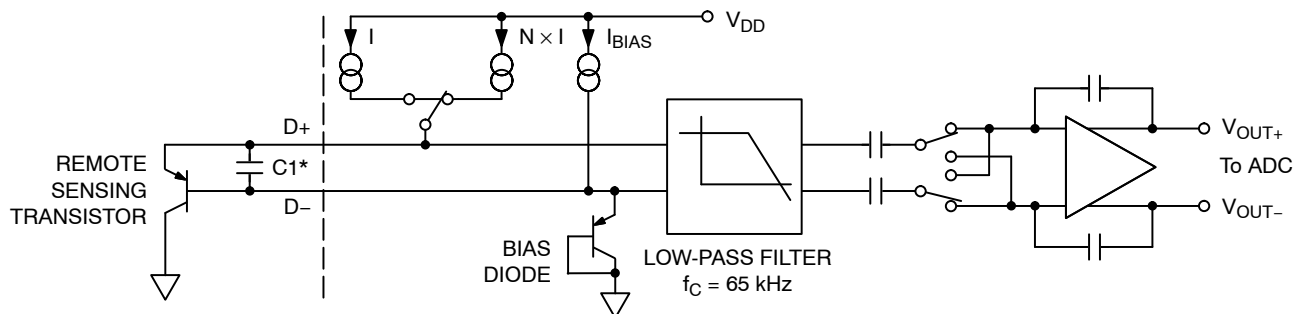 V_DD
I
N × I
I_BIAS
D+
C1*
D−
REMOTE
SENSING
TRANSISTOR
BIAS
DIODE
LOW-PASS FILTER
f_C = 65 kHz
V_OUT+
To ADC
V_OUT−